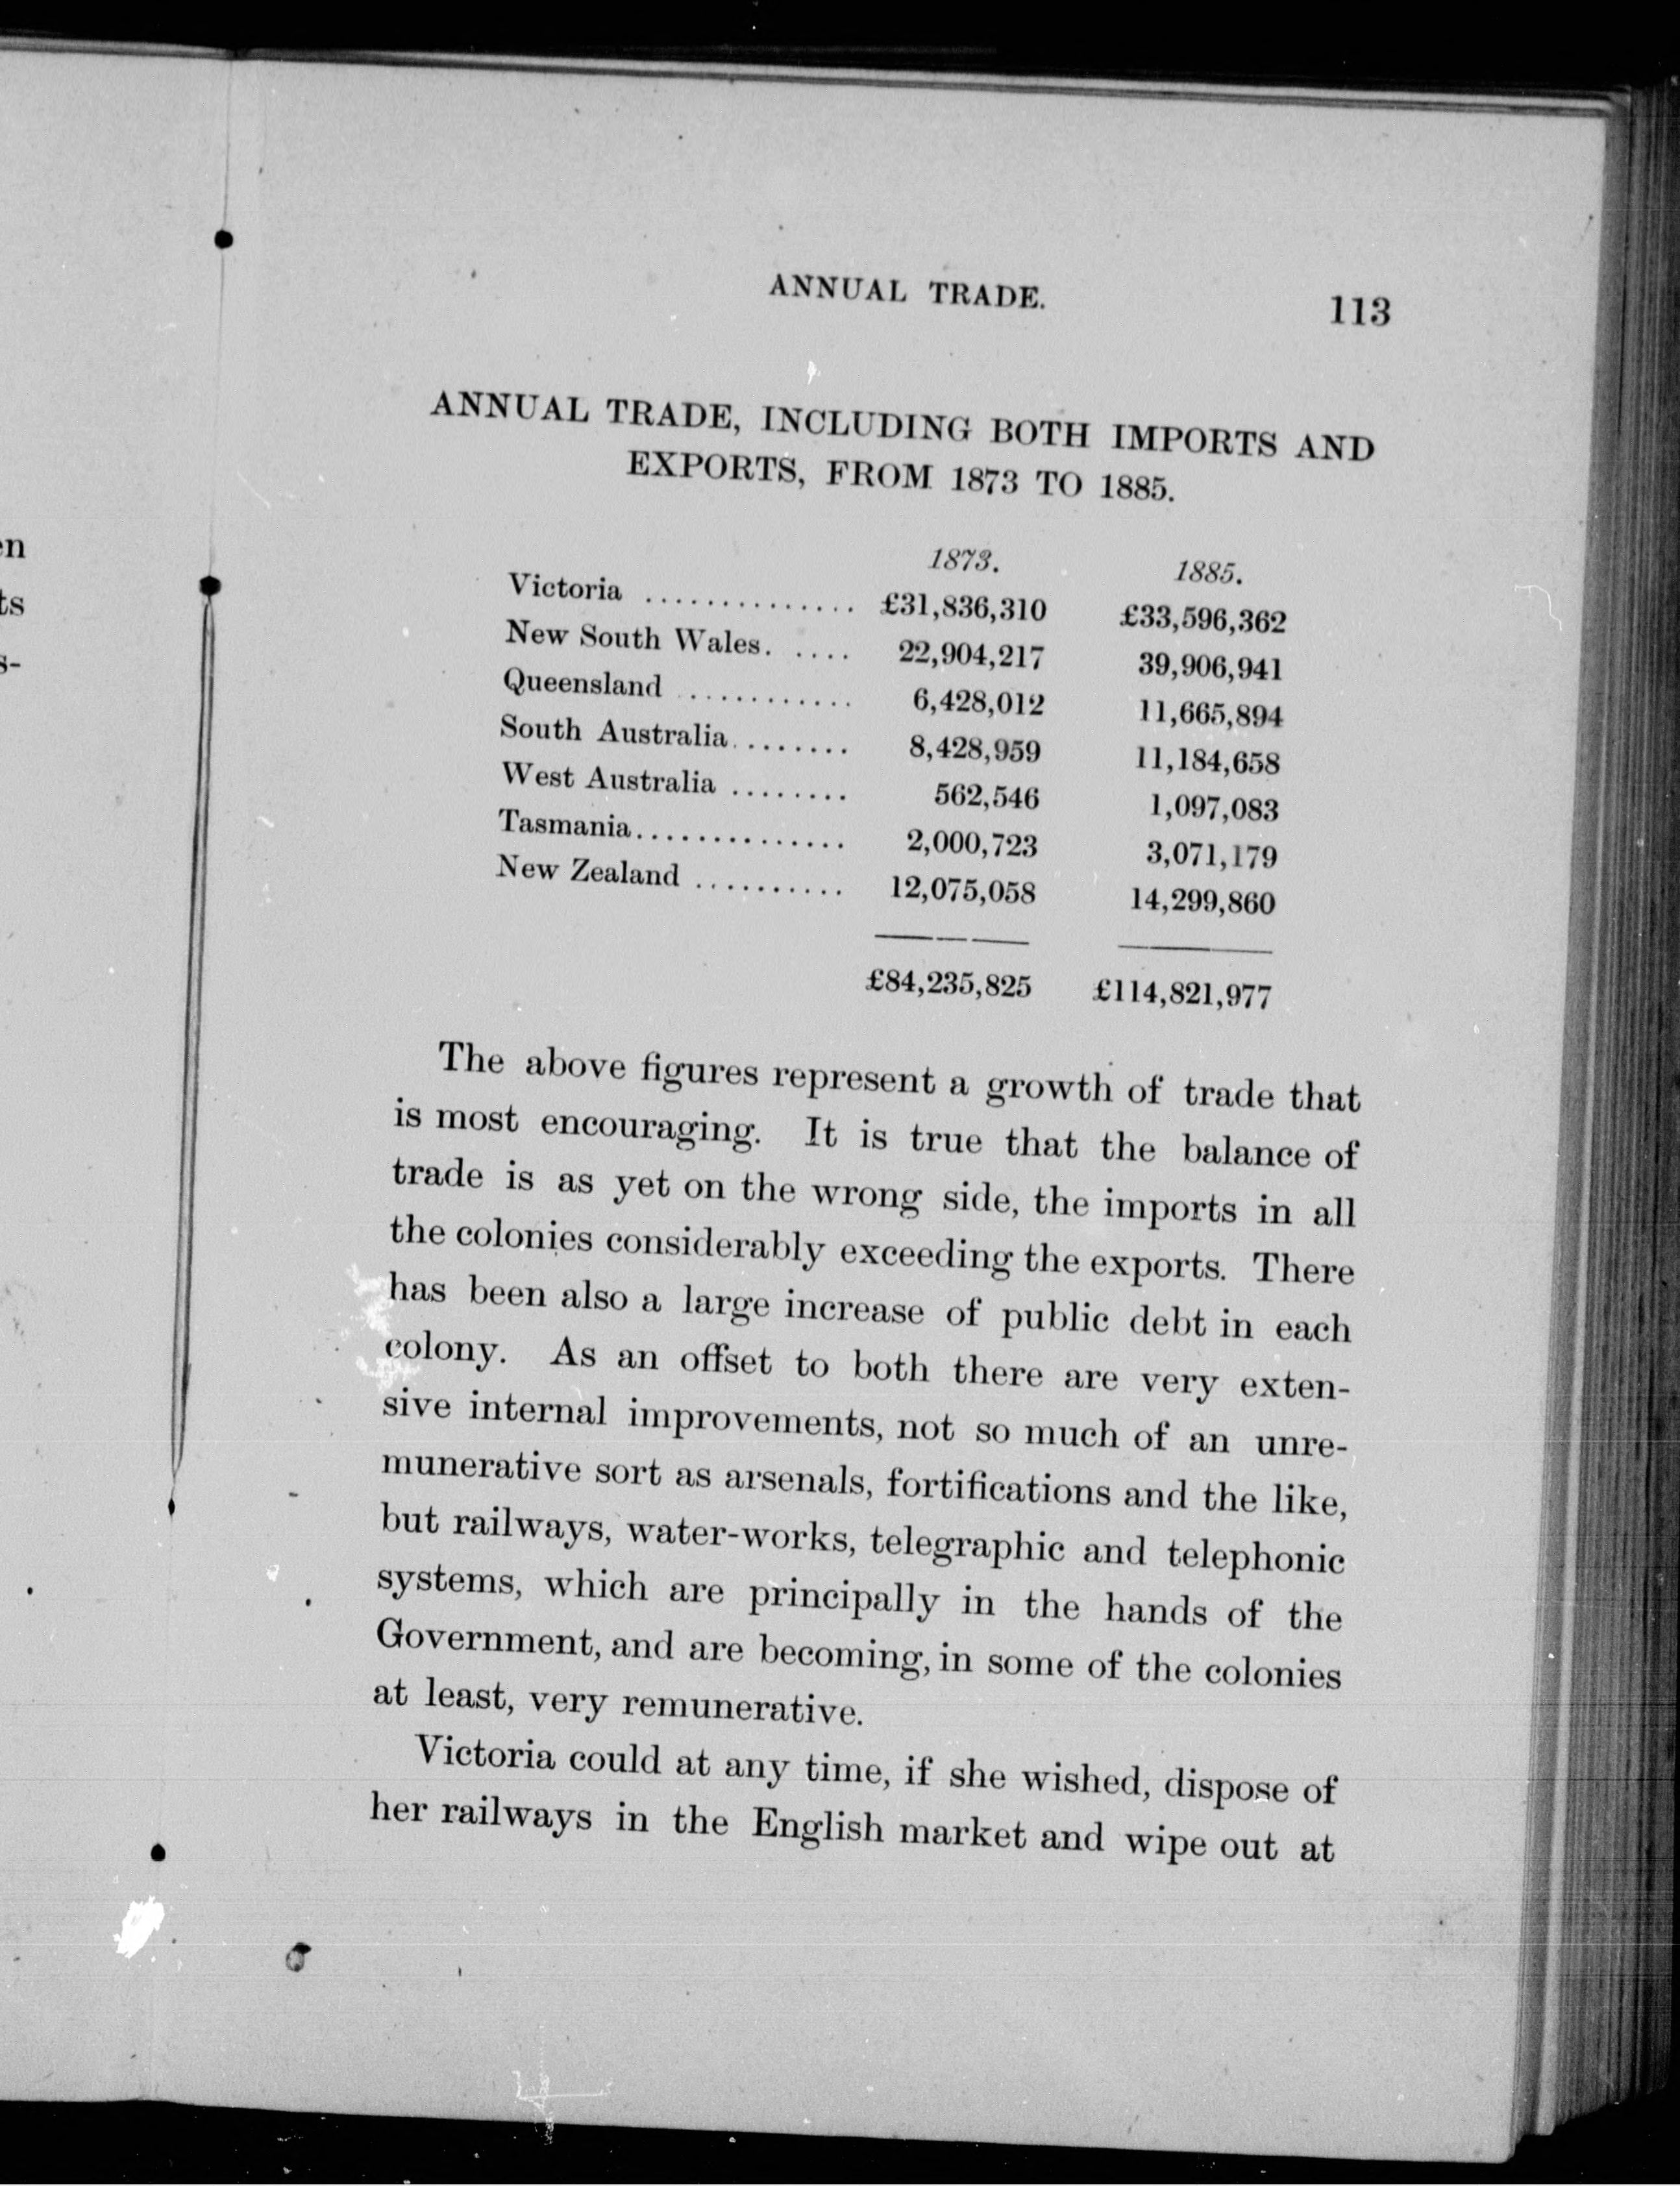 en
ts
s-
ANNUAL TRADE. 113
ANNUAL TRADE, INCLUDING BOTH IMPORTS AND
EXPORTS, FROM 1873 TO 1885.
1873. 1885.
Victoria .............. £31,836,310 £33,596,362
New South Wales. .... 22,904,217 39,906,941
Queensland ............ 6,428,012 11,665,894
South Australia........ 8,428,959 11,184,658
West Australia ........ 562,546 1,097,083
Tasmania.............. 2,000,723 3,071,179
New Zealand .......... 12,075,058 14,299,860
£84,235,825 £114,821,977
The above figures represent a growth of trade that
is most encouraging. It is true that the balance of
trade is as yet on the wrong side, the imports in all
the colonies considerably exceeding the exports. There
has been also a large increase of public debt in each
colony. As an offset to both there are very exten-
sive internal improvements, not so much of an unre-
munerative sort as arsenals, fortifications and the like,
but railways, water-works, telegraphic and telephonic
systems, which are principally in the hands of the
Government, and are becoming, in some of the colonies
at least, very remunerative.
Victoria could at any time, if she wished, dispose of
her railways in the English market and wipe out at